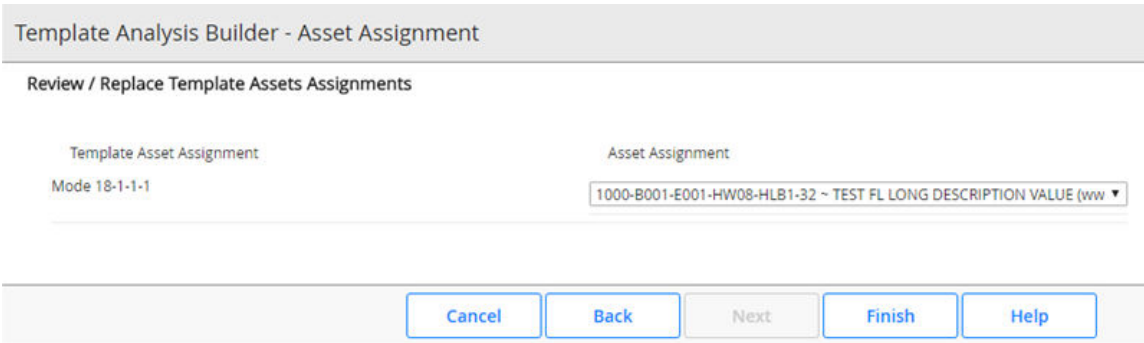 Template Analysis Builder - Asset Assignment
Review / Replace Template Assets Assignments
Template Asset Assignment Asset Assignment
Mode 18-1-1-1 1000-B001-E001-HW08-HLB1-32 ~ TEST FL LONG DESCRIPTION VALUE (ww
Cancel Back Next Finish Help